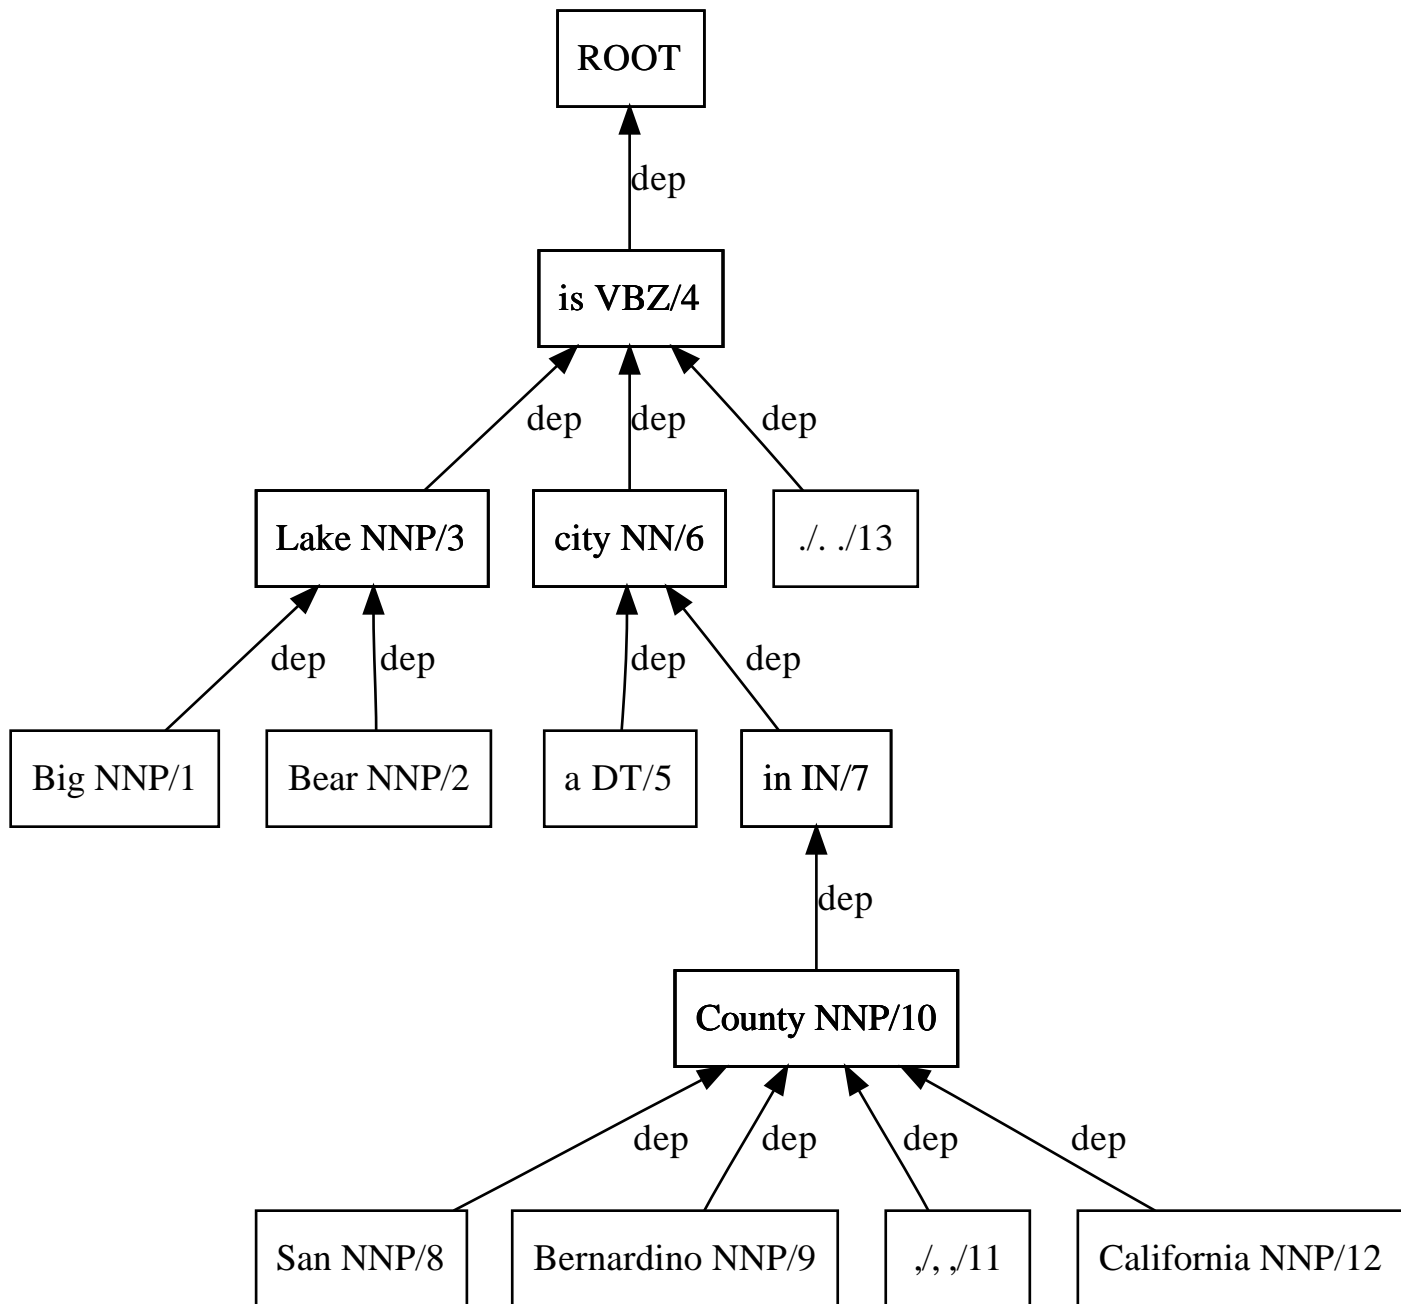 ROOT
dep
is VBZ/4
dep dep dep
Lake NNP/3 city NN/6 ./. ./13
dep dep dep dep
Big NNP/1 Bear NNP/2 a DT/5 in IN/7
dep
County NNP/10
dep dep dep dep
San NNP/8 Bernardino NNP/9 ,/, ,/11 California NNP/12